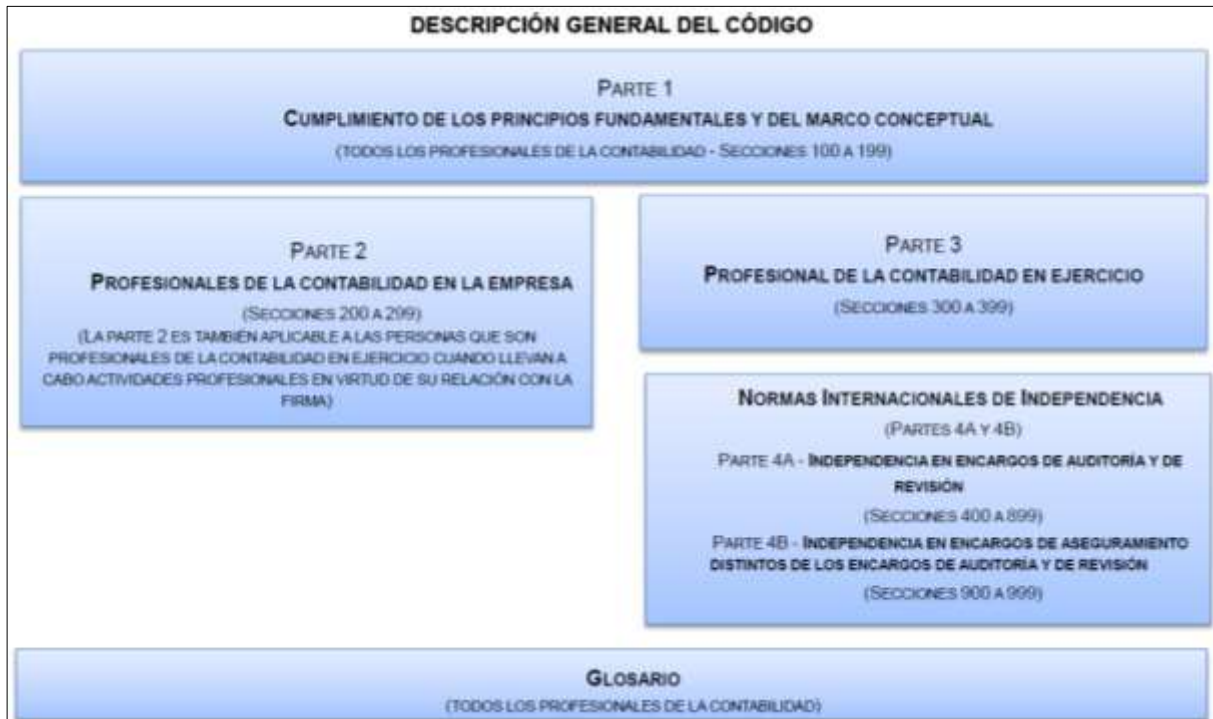 DESCRIPCIÓN GENERAL DEL CÓDIGO
PARTE 1
CUMPLIMIENTO DE LOS PRINCIPIOS FUNDAMENTALES Y DEL MARCO CONCEPTUAL
(TODOS LOS PROFESIONALES DE LA CONTABILIDAD - SECCIONES 100 A 199)
PARTE 2
PROFESIONALES DE LA CONTABILIDAD EN LA EMPRESA
(SECCIONES 200 A 299)
(LA PARTE 2 ES TAMBIÉN APLICABLE A LAS PERSONAS QUE SON
PROFESIONALES DE LA CONTABILIDAD EN EJERCICIO CUANDO LLEVAN A
CABO ACTIVIDADES PROFESIONALES EN VIRTUD DE SU RELACIÓN CON LA
FIRMA)
PARTE 3
PROFESIONAL DE LA CONTABILIDAD EN EJERCICIO
(SECCIONES 300 A 399)
NORMAS INTERNACIONALES DE INDEPENDENCIA
(PARTES 4A Y 4B)
PARTE 4A - INDEPENDENCIA EN ENCARGOS DE AUDITORÍA Y DE
REVISIÓN
(SECCIONES 400 A 899)
PARTE 4B - INDEPENDENCIA EN ENCARGOS DE ASEGURAMIENTO
DISTINTOS DE LOS ENCARGOS DE AUDITORÍA Y DE REVISIÓN
(SECCIONES 900 A 999)
GLOSARIO
(TODOS LOS PROFESIONALES DE LA CONTABILIDAD)